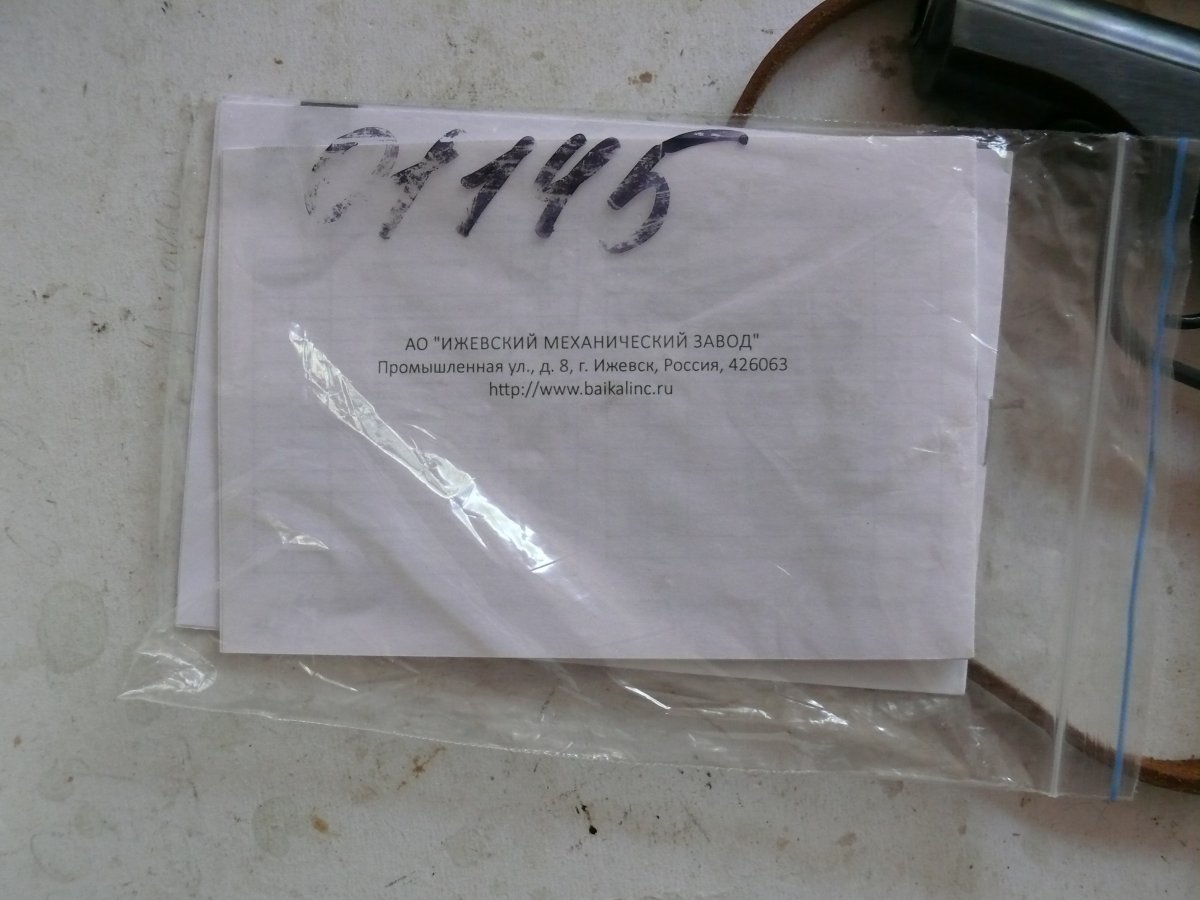 01145
АО "ИЖЕВСКИЙ МЕХАНИЧЕСКИЙ ЗАВОД"
Промышленная ул., д. 8, г. Ижевск, Россия, 426063
http://www.baikalinc.ru